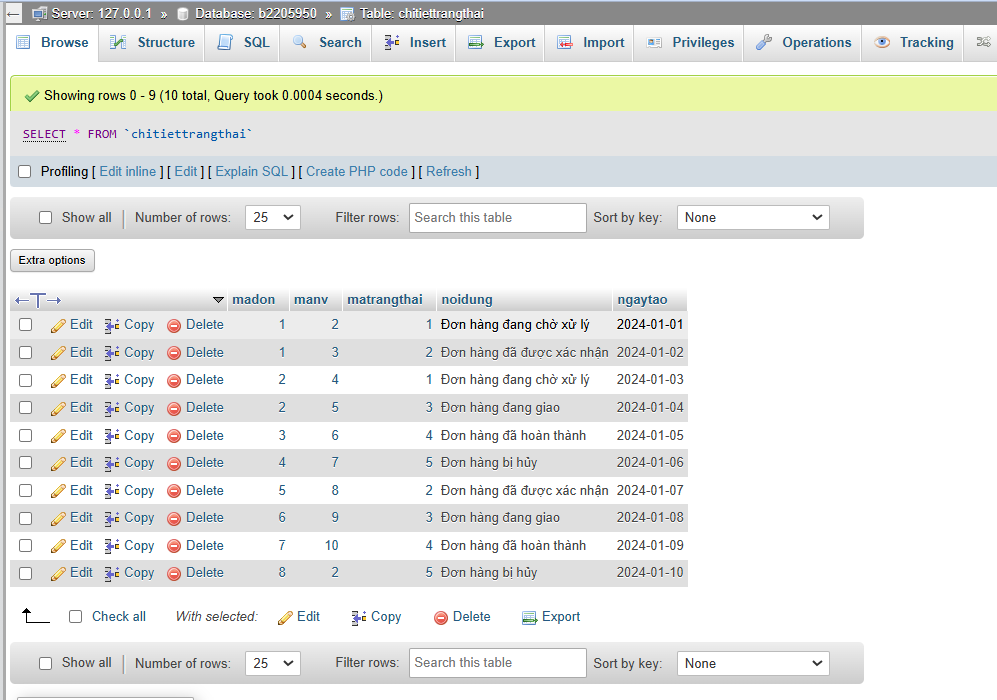 Server: 127.0.0.1 » Database: b2205950 » Table: chitiettrangthai
Browse Structure SQL Search Insert Export Import Privileges Operations Tracking
Showing rows 0 - 9 (10 total, Query took 0.0004 seconds.)
SELECT * FROM `chitiettrangthai`
Profiling [ Edit inline ] [ Edit ] [ Explain SQL ] [ Create PHP code ] [ Refresh ]
Show all | Number of rows: 25 Filter rows: Search this table Sort by key: None
Extra options
←T→ madon manv matrangthai noidung ngaytao
Edit Copy Delete 1 2 1 Đơn hàng đang chờ xử lý 2024-01-01
Edit Copy Delete 1 3 2 Đơn hàng đã được xác nhận 2024-01-02
Edit Copy Delete 2 4 1 Đơn hàng đang chờ xử lý 2024-01-03
Edit Copy Delete 2 5 3 Đơn hàng đang giao 2024-01-04
Edit Copy Delete 3 6 4 Đơn hàng đã hoàn thành 2024-01-05
Edit Copy Delete 4 7 5 Đơn hàng bị hủy 2024-01-06
Edit Copy Delete 5 8 2 Đơn hàng đã được xác nhận 2024-01-07
Edit Copy Delete 6 9 3 Đơn hàng đang giao 2024-01-08
Edit Copy Delete 7 10 4 Đơn hàng đã hoàn thành 2024-01-09
Edit Copy Delete 8 2 5 Đơn hàng bị hủy 2024-01-10
Check all With selected: Edit Copy Delete Export
Show all | Number of rows: 25 Filter rows: Search this table Sort by key: None